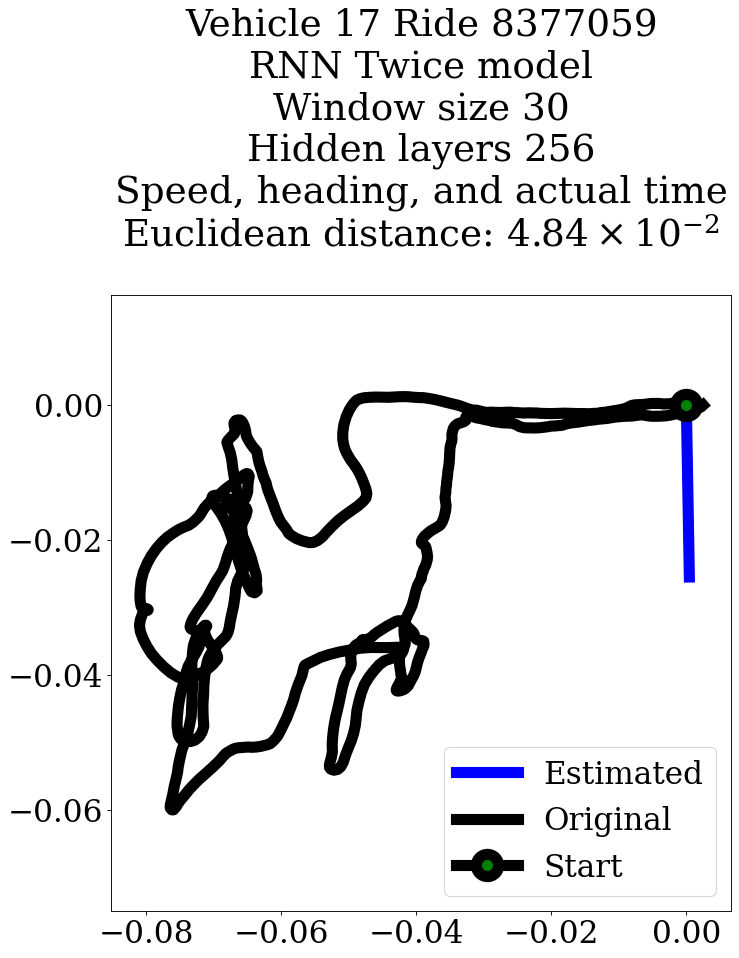 Vehicle 17 Ride 8377059
RNN Twice model
Window size 30
Hidden layers 256
Speed, heading, and actual time
Euclidean distance: 4.84 × 10⁻²
0.00
−0.02
−0.04
−0.06
Estimated
Original
Start
−0.08
−0.06
−0.04
−0.02
0.00